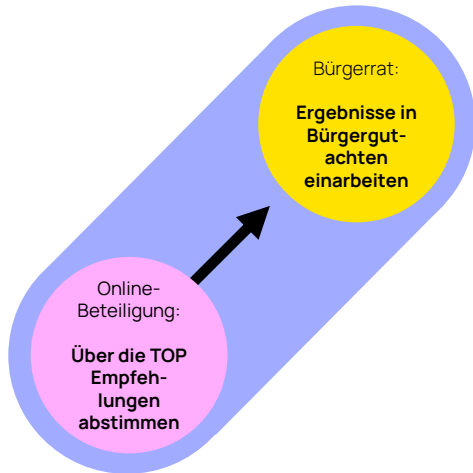 Bürgerrat:
Ergebnisse in
Bürgergut-
achten
einarbeiten
Online-
Beteiligung:
Über die TOP
Empfeh-
lungen
abstimmen